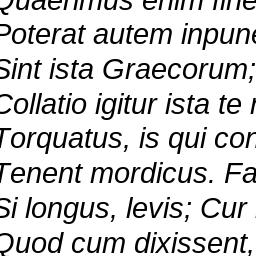 Quaerimus enim fine
Poterat autem inpune
Sint ista Graecorum;
Collatio igitur ista te
Torquatus, is qui con
Tenent mordicus. Fa
Si longus, levis; Cur
Quod cum dixissent,